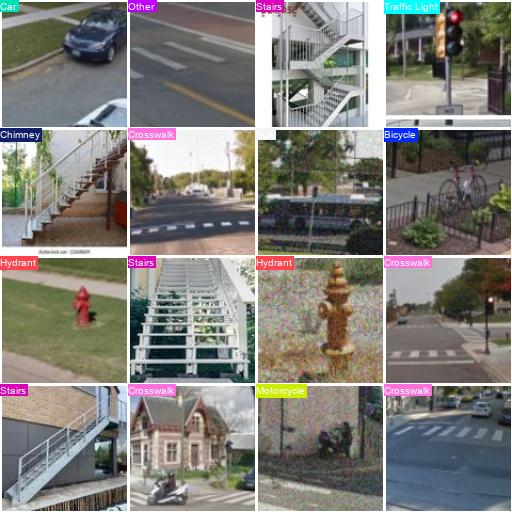 Car
Other
Stairs
Traffic Light
Chimney
Crosswalk
Bicycle
Hydrant
Stairs
Hydrant
Crosswalk
Stairs
Crosswalk
Motorcycle
Crosswalk